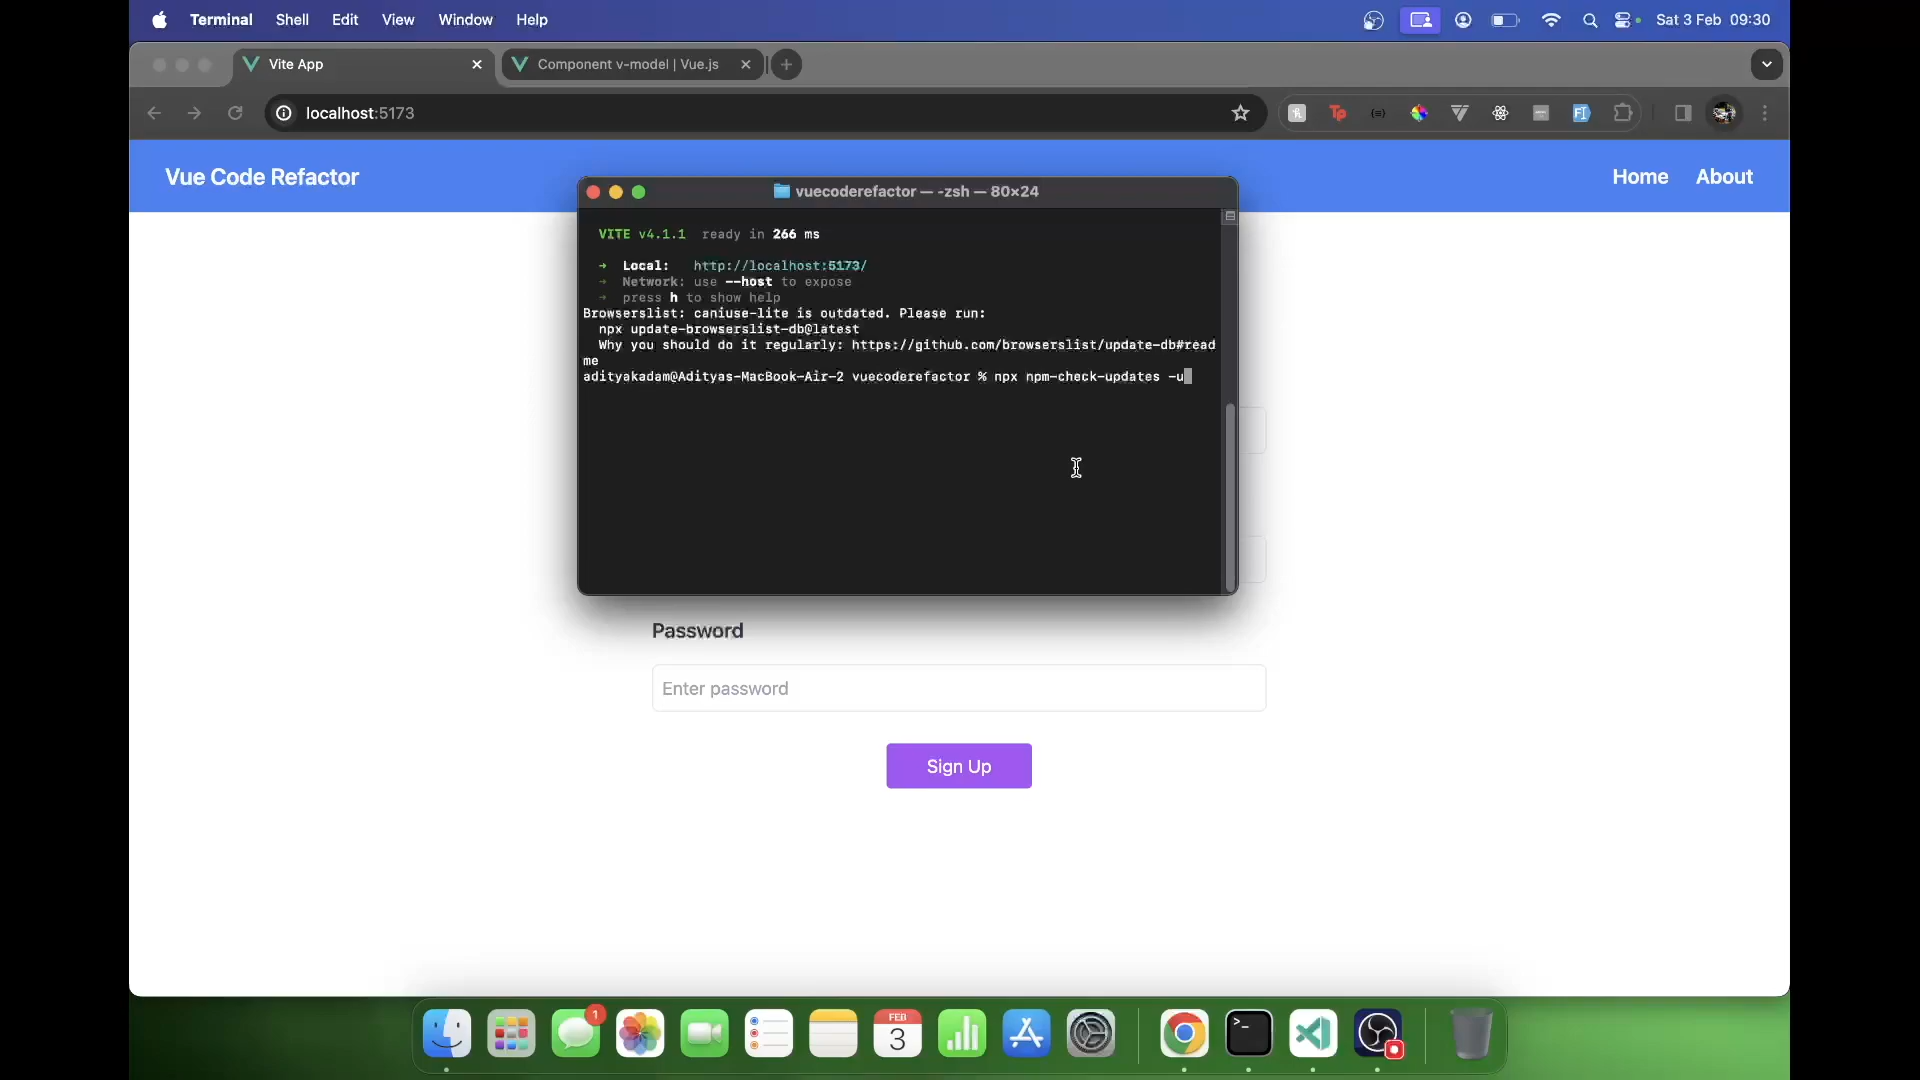 Terminal Shell Edit View Window Help Sat 3 Feb 09:30
Vite App
Component v-model | Vue.js
localhost:5173
Vue Code Refactor
Home About
vuecoderefactor — -zsh — 80×24
VITE v4.1.1 ready in 266 ms
➜ Local: http://localhost:5173/
➜ Network: use --host to expose
➜ press h to show help
Browserslist: caniuse-lite is outdated. Please run:
npx update-browserslist-db@latest
Why you should do it regularly: https://github.com/browserslist/update-db#read
me
adityakadam@Adityas-MacBook-Air-2 vuecoderefactor % npx npm-check-updates -u
Password
Enter password
Sign Up
1
FEB
3